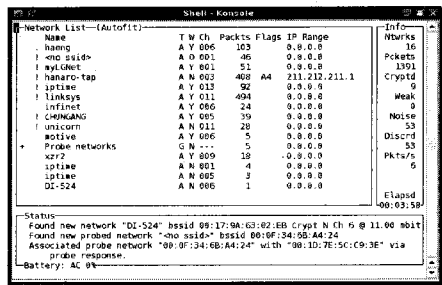 Shell - Konsole
Network List—(Autofit)
Name T W Ch Packts Flags IP Range
. haeng A Y 006 103 0.0.0.0
! <no ssid> A O 001 46 0.0.0.0
! myLGNet A Y 001 51 0.0.0.0
! hanaro-tap A N 003 408 A4 211.212.211.1
! iptime A N 013 92 0.0.0.0
! linksys A Y 011 494 0.0.0.0
infinet A Y 006 24 0.0.0.0
! CHUNGANG A Y 005 39 0.0.0.0
! unicorn A N 011 28 0.0.0.0
motive A Y 006 5 0.0.0.0
+ Probe networks G N --- 5 0.0.0.0
xzr2 A Y 009 18 0.0.0.0
iptime A N 001 4 0.0.0.0
iptime A N 005 3 0.0.0.0
DI-524 A N 006 1 0.0.0.0
Info
Ntwrks
16
Pckets
1391
Cryptd
9
Weak
0
Noise
53
Discrd
53
Pkts/s
6
Elapsd
00:03:58
Status
Found new network "DI-524" bssid 00:17:9A:63:02:EB Crypt N Ch 6 @ 11.00 mbit
Found new probed network "<no ssid>" bssid 00:0F:34:6B:A4:24
Associated probe network "00:0F:34:6B:A4:24" with "00:1D:7E:5C:C9:3E" via
probe response.
Battery: AC 0%